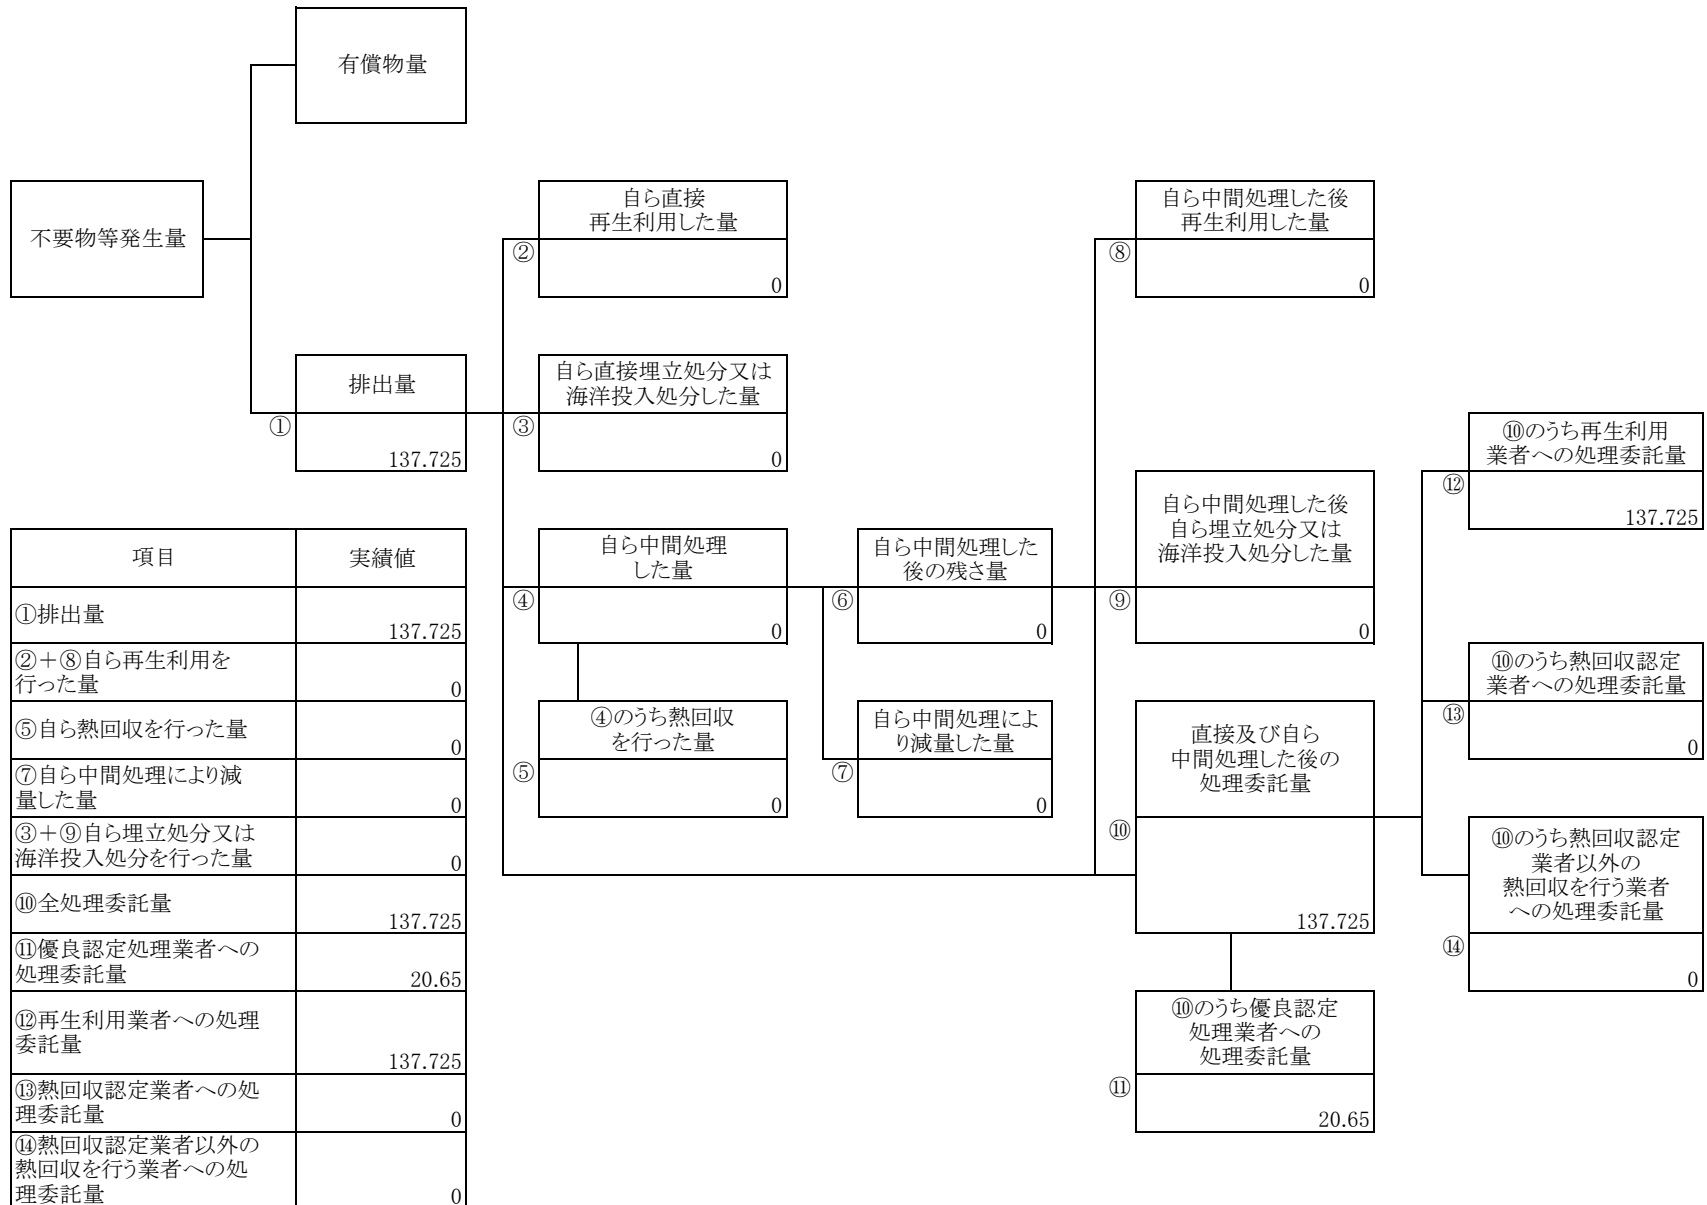 有償物量
不要物等発生量
自ら直接
再生利用した量
②
0
自ら中間処理した後
再生利用した量
⑧
0
排出量
①
137.725
自ら直接埋立処分又は
海洋投入処分した量
③
0
⑩のうち再生利用
業者への処理委託量
⑫
137.725
自ら中間処理
した量
④
0
自ら中間処理した
後の残さ量
⑥
0
自ら中間処理した後
自ら埋立処分又は
海洋投入処分した量
⑨
0
⑩のうち熱回収認定
業者への処理委託量
⑬
0
④のうち熱回収
を行った量
⑤
0
自ら中間処理によ
り減量した量
⑦
0
直接及び自ら
中間処理した後の
処理委託量
⑩
137.725
⑩のうち熱回収認定
業者以外の
熱回収を行う業者
への処理委託量
⑭
0
⑩のうち優良認定
処理業者への
処理委託量
⑪
20.65
項目 実績値
①排出量
137.725
②＋⑧自ら再生利用を
行った量
0
⑤自ら熱回収を行った量
0
⑦自ら中間処理により減
量した量
0
③＋⑨自ら埋立処分又は
海洋投入処分を行った量
0
⑩全処理委託量
137.725
⑪優良認定処理業者への
処理委託量
20.65
⑫再生利用業者への処理
委託量
137.725
⑬熱回収認定業者への処
理委託量
0
⑭熱回収認定業者以外の
熱回収を行う業者への処
理委託量
0